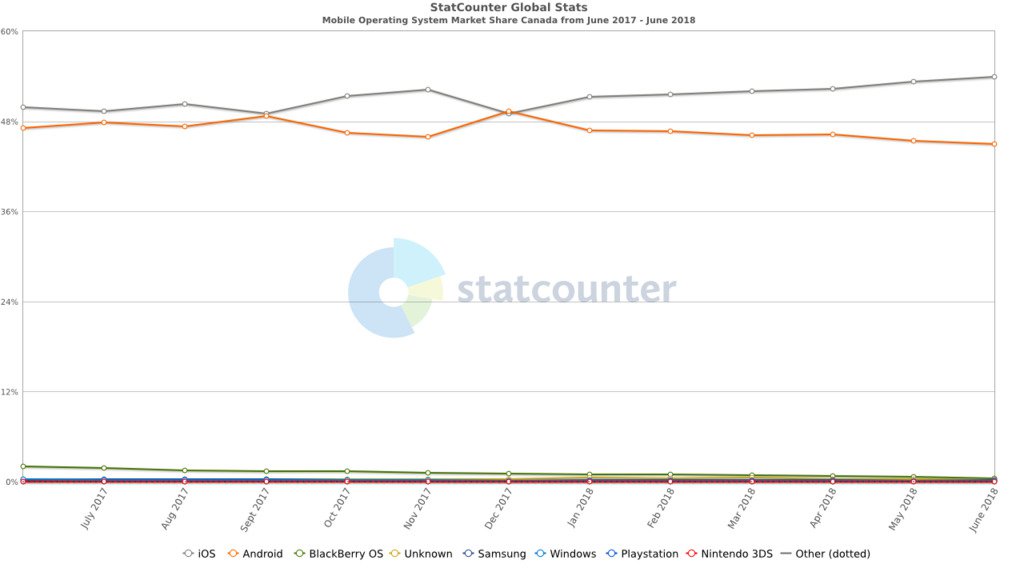 StatCounter Global Stats
Mobile Operating System Market Share Canada from June 2017 - June 2018
60%
48%
36%
24%
12%
0%
statcounter
July 2017
Aug 2017
Sept 2017
Oct 2017
Nov 2017
Dec 2017
Jan 2018
Feb 2018
Mar 2018
Apr 2018
May 2018
June 2018
iOS Android BlackBerry OS Unknown Samsung Windows Playstation Nintendo 3DS Other (dotted)